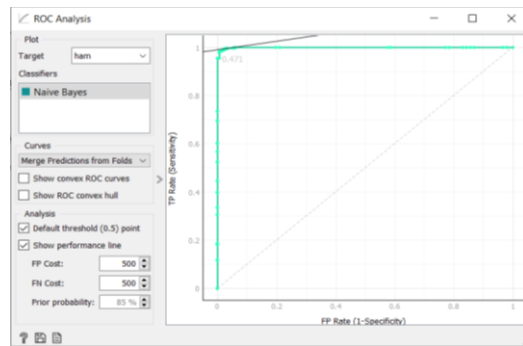 ROC Analysis
Plot
Target
ham
Classifiers
Naive Bayes
Curves
Merge Predictions from Folds
Show convex ROC curves
Show ROC convex hull
Analysis
Default threshold (0.5) point
Show performance line
FP Cost:
500
FN Cost:
500
Prior probability:
85 %
TP Rate (Sensitivity)
1
0.8
0.6
0.4
0.2
0
0.471
0
0.2
0.4
0.6
0.8
1
FP Rate (1-Specificity)